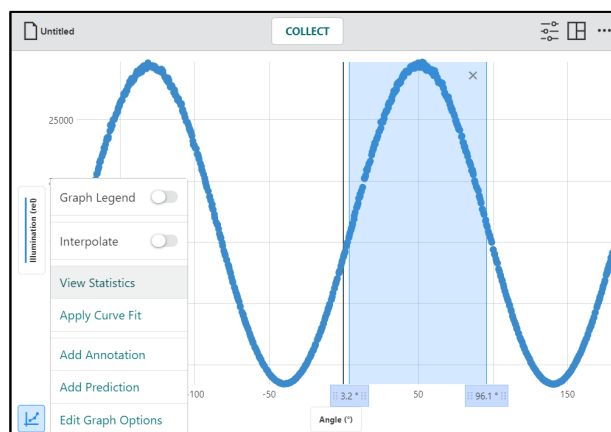 Untitled
COLLECT
25000
Graph Legend
Illumination (rel)
Interpolate
View Statistics
Apply Curve Fit
Add Annotation
Add Prediction
Edit Graph Options
-50
3.2 °
50
96.1 °
150
Angle (°)